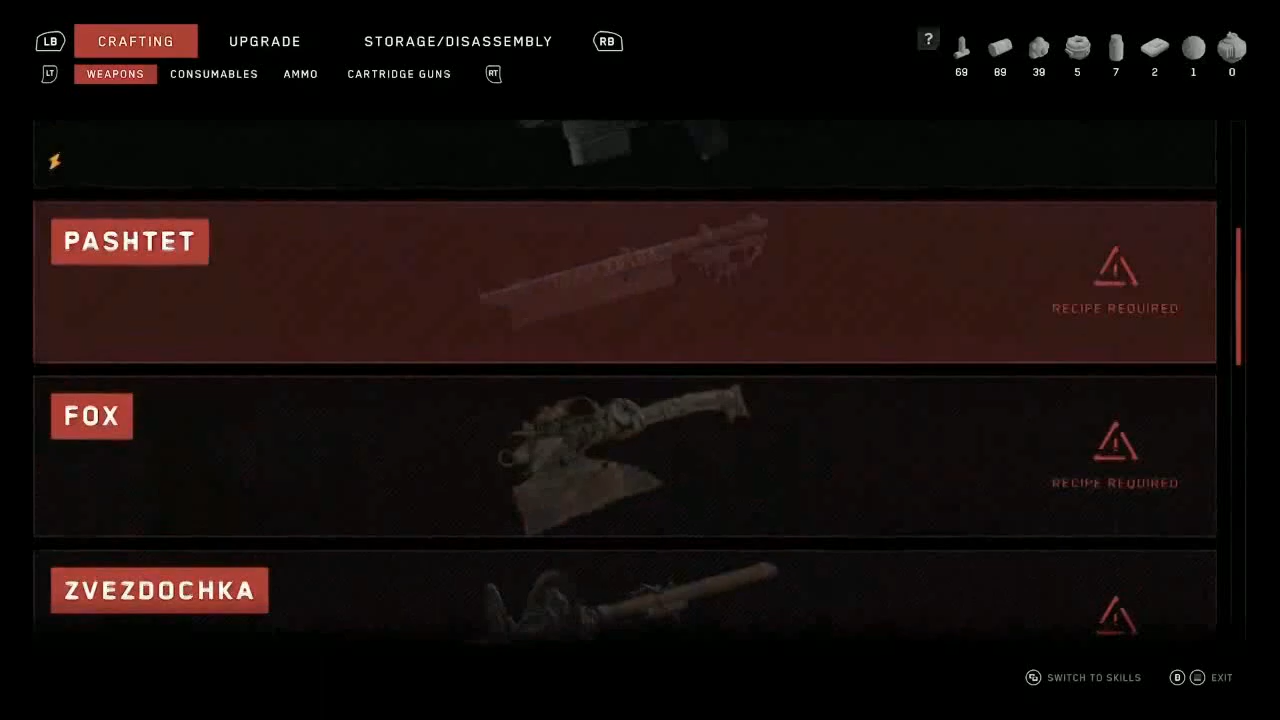 LB CRAFTING UPGRADE STORAGE/DISASSEMBLY RB ?
LT WEAPONS CONSUMABLES AMMO CARTRIDGE GUNS RT
69 89 39 5 7 2 1 0
PASHTET
RECIPE REQUIRED
FOX
RECIPE REQUIRED
ZVEZDOCHKA
SWITCH TO SKILLS B EXIT